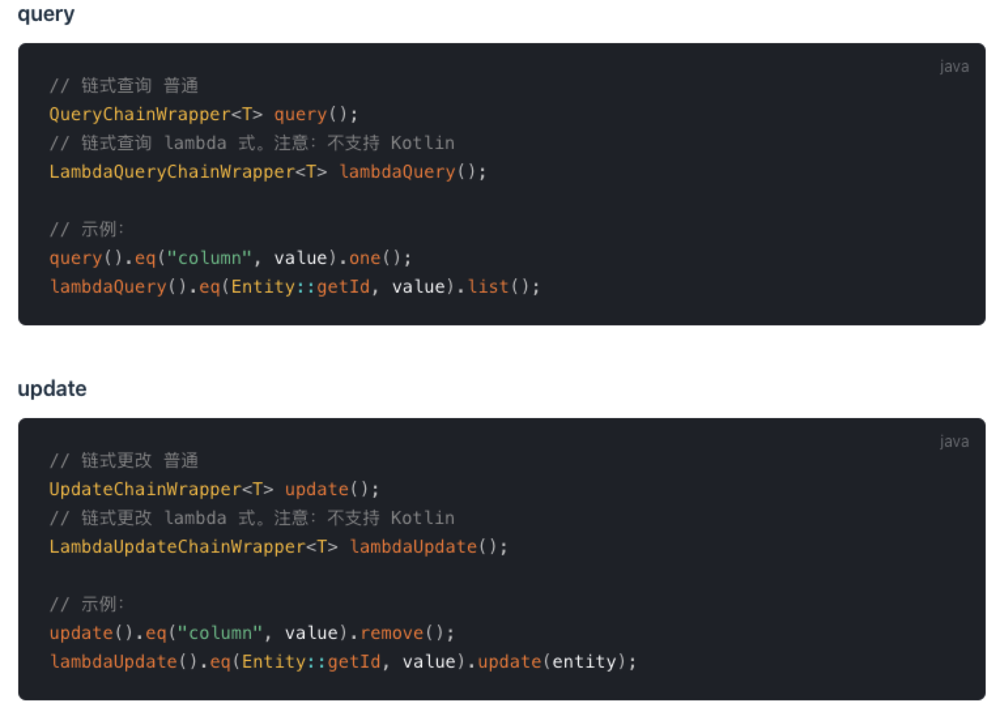 query
java
// 链式查询 普通
QueryChainWrapper<T> query();
// 链式查询 lambda 式。注意：不支持 Kotlin
LambdaQueryChainWrapper<T> lambdaQuery();
// 示例：
query().eq("column", value).one();
lambdaQuery().eq(Entity::getId, value).list();
update
java
// 链式更改 普通
UpdateChainWrapper<T> update();
// 链式更改 lambda 式。注意：不支持 Kotlin
LambdaUpdateChainWrapper<T> lambdaUpdate();
// 示例：
update().eq("column", value).remove();
lambdaUpdate().eq(Entity::getId, value).update(entity);